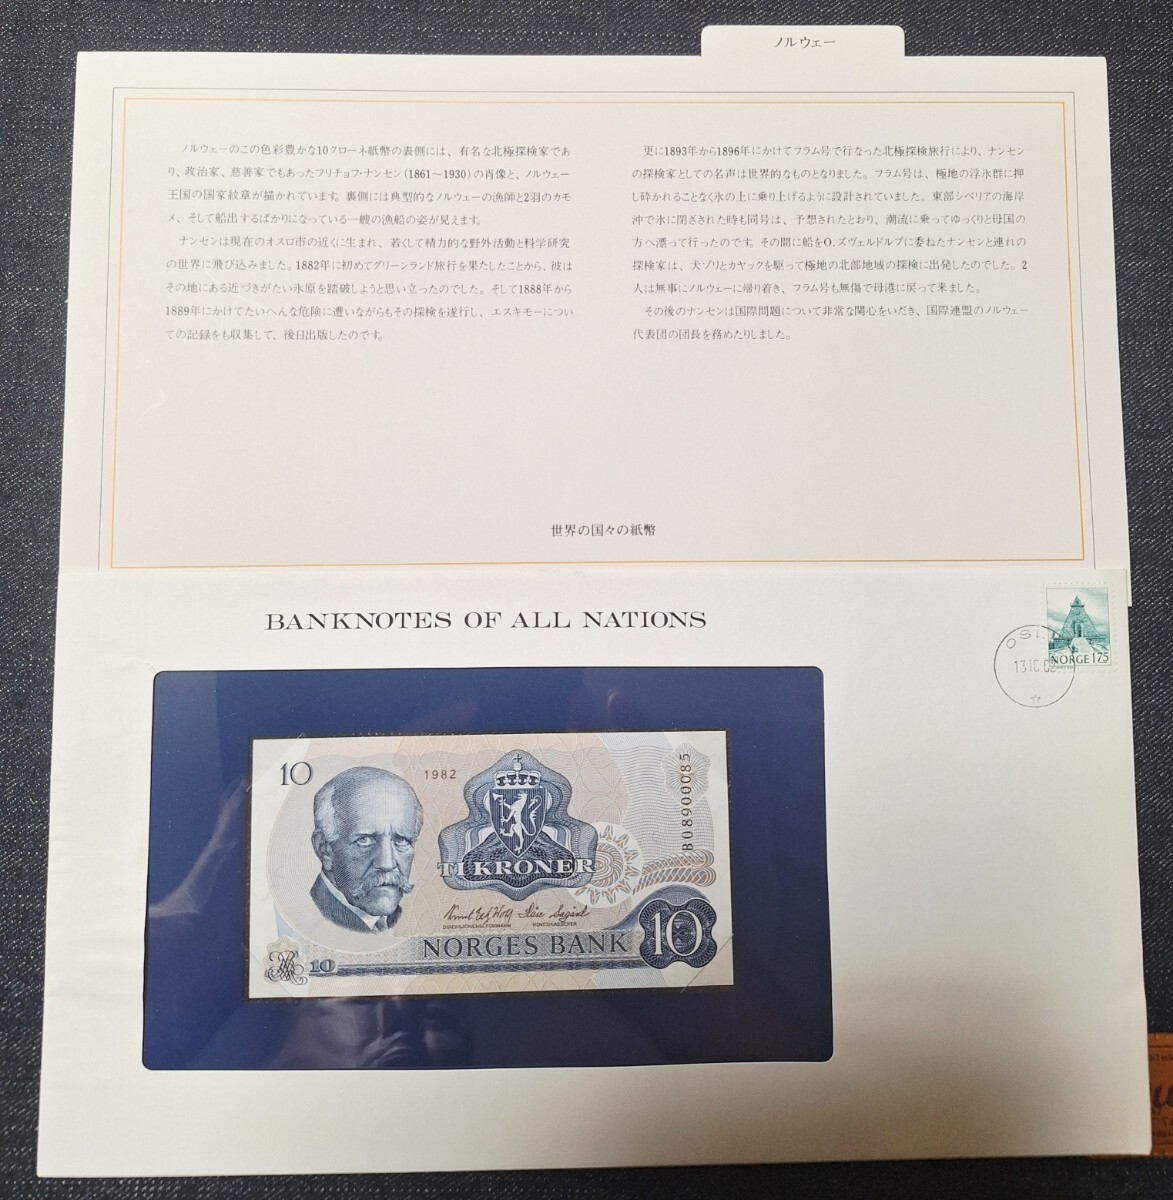 ノルウェー
ノルウェーのこの色彩豊かな10クローネ紙幣の表側には、有名な北極探検家であ
り、政治家、慈善家でもあったフリチョフ・ナンセン(1861〜1930)の肖像と、ノルウェー
王国の国家紋章が描かれています。裏側には典型的なノルウェーの漁師と2羽のカモ
メ、そして船出するばかりになっている一艘の漁船の姿が見えます。
ナンセンは現在のオスロ市の近くに生まれ、若くして精力的な野外活動と科学研究
の世界に飛び込みました。1882年に初めてグリーンランド旅行を果たしたことから、彼は
その地にある近づきがたい氷原を踏破しようと思い立ったのでした。そして1888年から
1889年にかけてたいへんな危険に遭いながらもその探検を遂行し、エスキモーについ
ての記録をも収集して、後日出版したのです。
更に1893年から1896年にかけてフラム号で行なった北極探検旅行により、ナンセン
の探検家としての名声は世界的なものとなりました。フラム号は、極地の浮氷群に押
し砕かれることなく氷の上に乗り上げるように設計されていました。東部シベリアの海岸
沖で氷に閉ざされた時も同号は、予想されたとおり、潮流に乗ってゆっくりと母国の
方へ漂って行ったのです。その間に船をO.ズヴェルドルプに委ねたナンセンと連れの
探検家は、犬ゾリとカヤックを駆って極地の北部地域の探検に出発したのでした。2
人は無事にノルウェーに帰り着き、フラム号も無傷で母港に戻って来ました。
その後のナンセンは国際問題について非常な関心をいだき、国際連盟のノルウェー
代表団の団長を務めたりしました。
世界の国々の紙幣
BANKNOTES OF ALL NATIONS
NORGE 175
13 10 82
10
1982
B089000085
TI KRONER
DIREKSJONENS FORMANN
HOVEDKASSERER
NORGES BANK
10
10